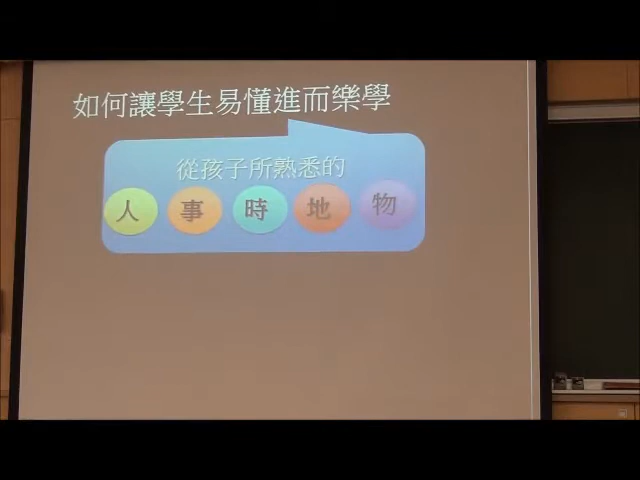 如何讓學生易懂進而樂學
從孩子所熟悉的
人 事 時 地 物